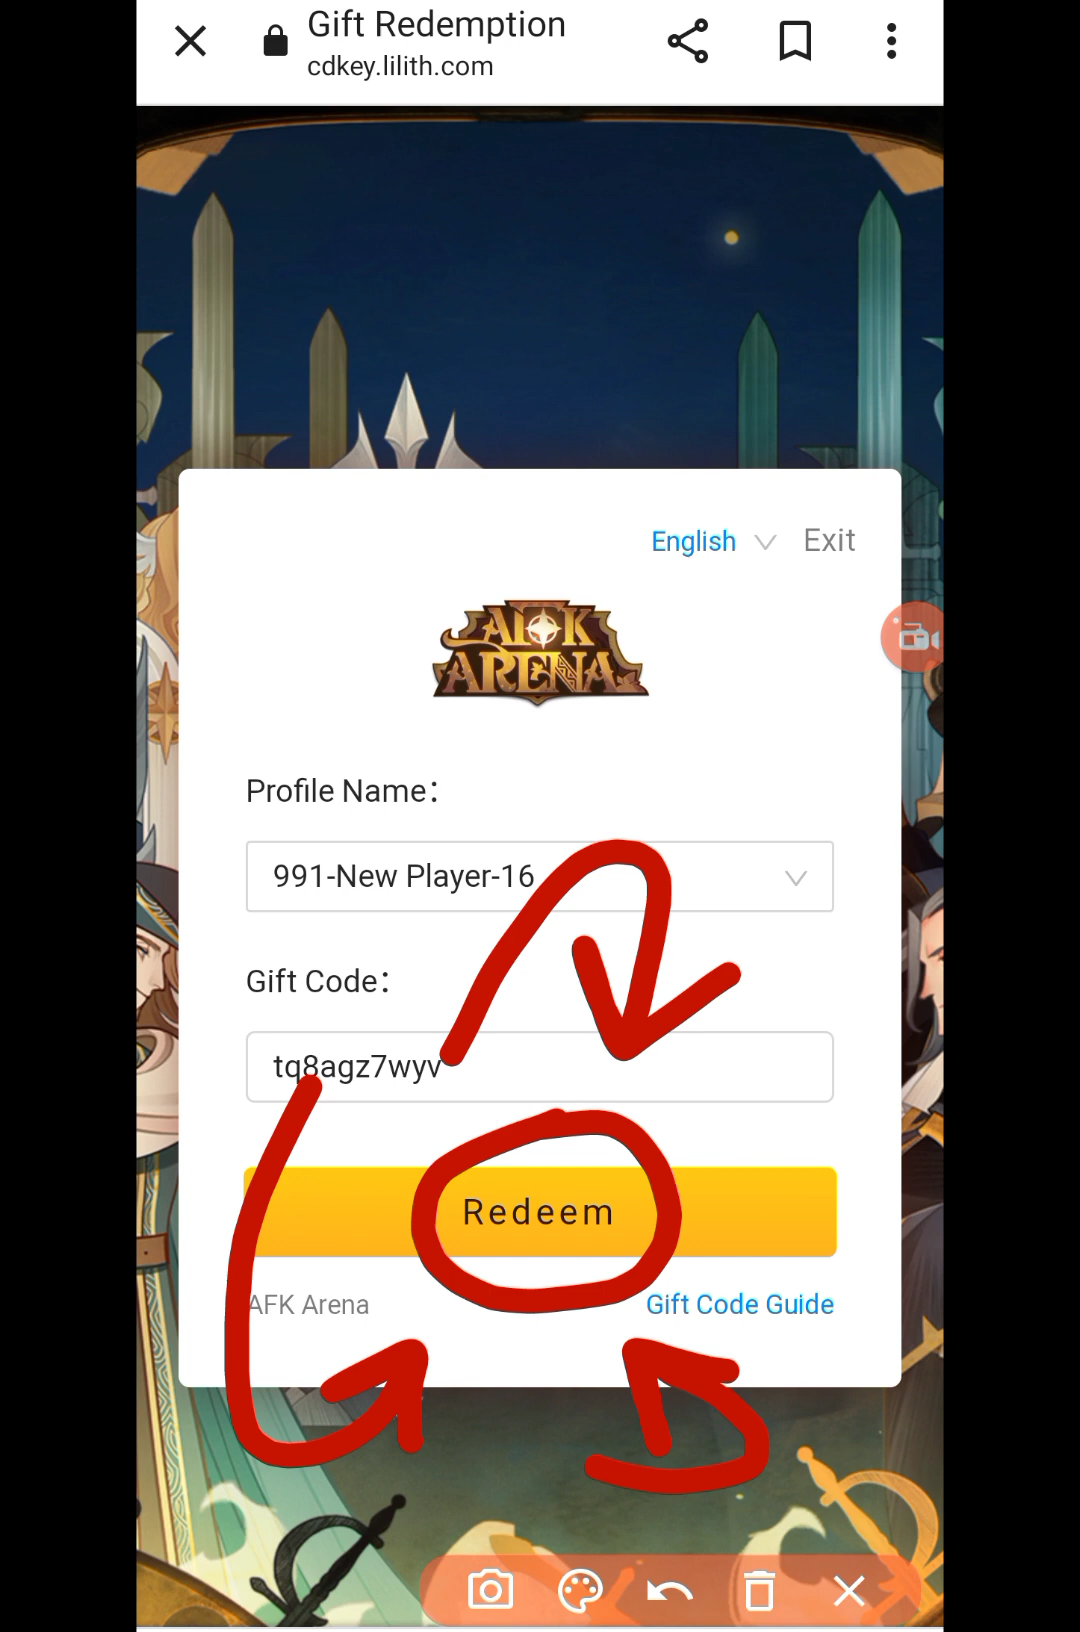 Gift Redemption
cdkey.lilith.com
English
Exit
AFK
ARENA
Profile Name：
991-New Player-16
Gift Code：
tq8agz7wyv
Redeem
AFK Arena
Gift Code Guide